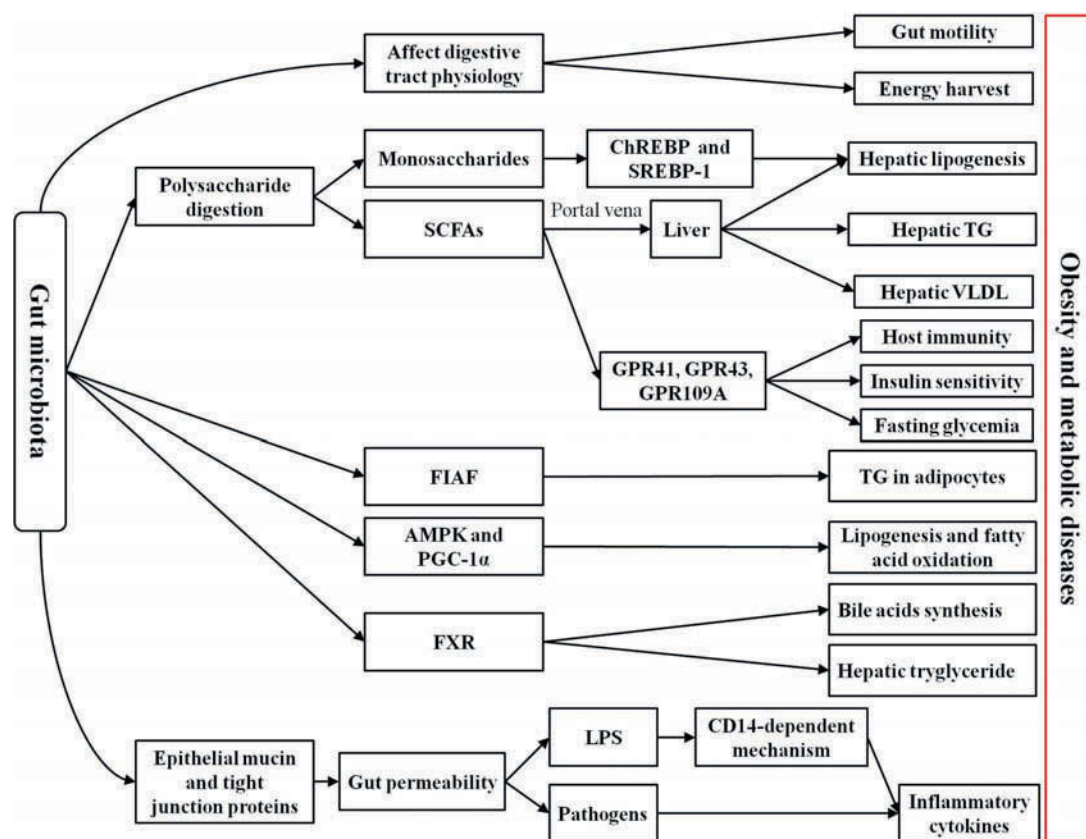 Gut microbiota
Affect digestive
tract physiology
Gut motility
Energy harvest
Polysaccharide
digestion
Monosaccharides
ChREBP and
SREBP-1
Hepatic lipogenesis
SCFAs
Portal vena
Liver
Hepatic TG
Hepatic VLDL
GPR41, GPR43,
GPR109A
Host immunity
Insulin sensitivity
Fasting glycemia
FIAF
TG in adipocytes
AMPK and
PGC-1α
Lipogenesis and fatty
acid oxidation
FXR
Bile acids synthesis
Hepatic tryglyceride
Epithelial mucin
and tight
junction proteins
Gut permeability
LPS
CD14-dependent
mechanism
Pathogens
Inflammatory
cytokines
Obesity and metabolic diseases